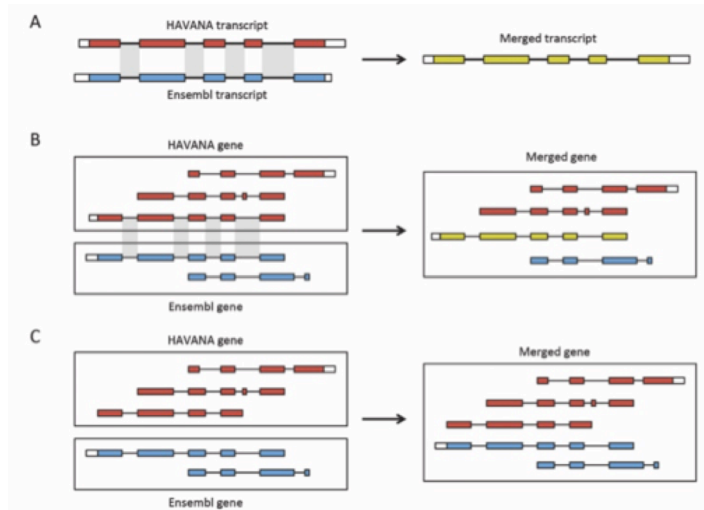 A
HAVANA transcript
Merged transcript
Ensembl transcript
B
HAVANA gene
Merged gene
Ensembl gene
C
HAVANA gene
Merged gene
Ensembl gene